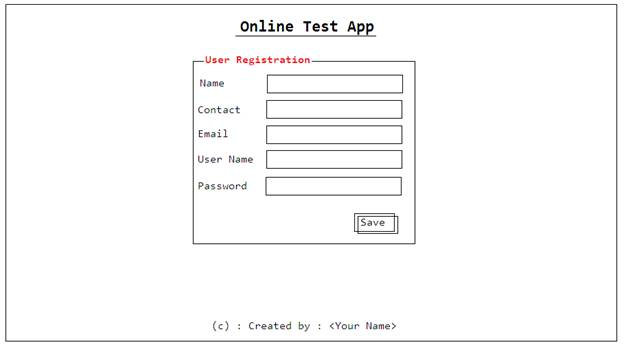 Online Test App
User Registration
Name
Contact
Email
User Name
Password
Save
(c) : Created by : <Your Name>